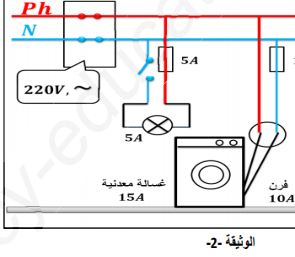 Ph
N
5A
220V, ~
5A
غسالة معدنية
15A
فرن
10A
الوثيقة -2-